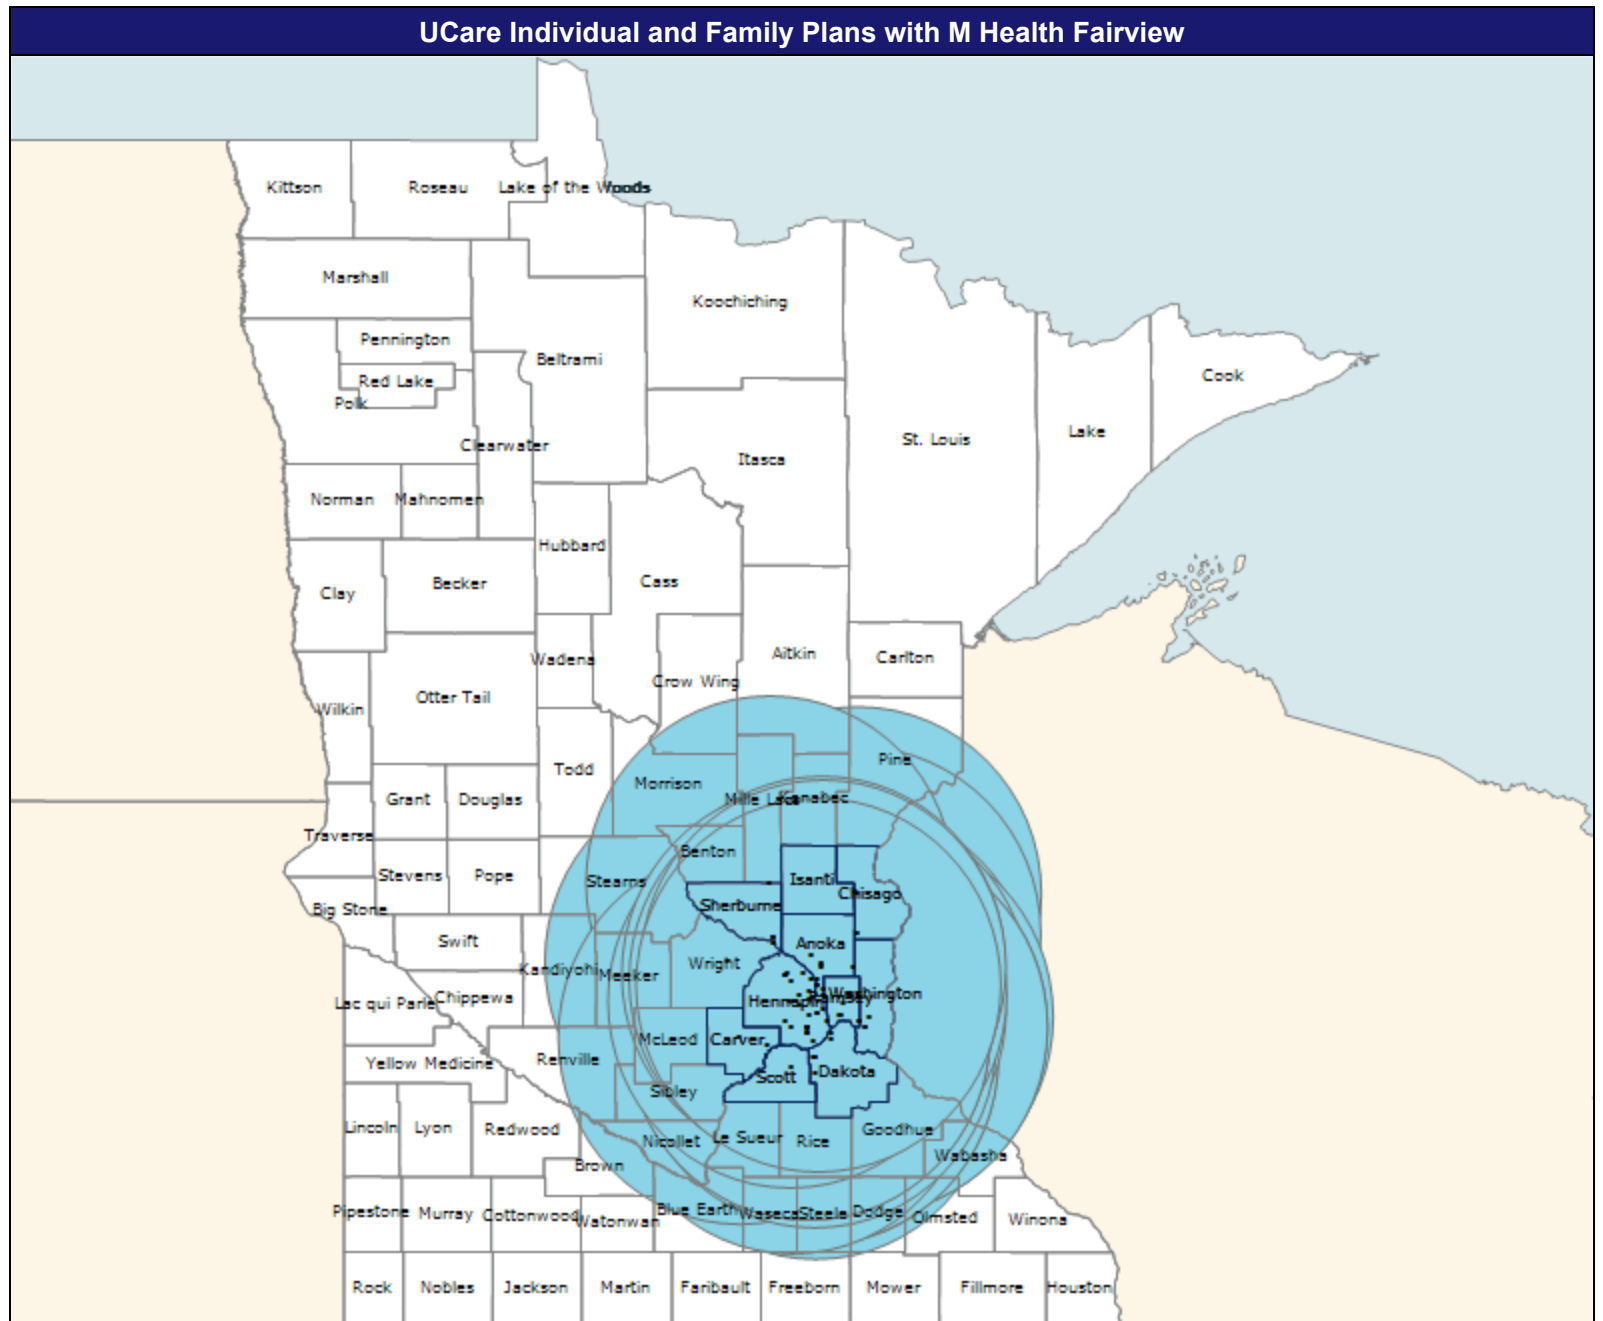 UCare Individual and Family Plans with M Health Fairview
Kittson
Roseau
Lake of the Woods
Marshall
Koochiching
Pennington
Beltrami
Red Lake
Polk
Cook
Clearwater
St. Louis
Lake
Itasca
Norman
Mahnomen
Hubbard
Cass
Clay
Becker
Wadena
Aitkin
Carlton
Crow Wing
Otter Tail
Wilkin
Todd
Pine
Morrison
Grant
Douglas
Mille Lacs
Kanabec
Traverse
Benton
Stevens
Pope
Stearns
Isanti
Chisago
Big Stone
Sherburne
Swift
Anoka
Kandiyohi
Meeker
Wright
Lac qui Parle
Chippewa
Hennepin
Ramsey
Washington
McLeod
Carver
Yellow Medicine
Renville
Scott
Dakota
Sibley
Lincoln
Lyon
Redwood
Nicollet
Le Sueur
Rice
Goodhue
Brown
Wabasha
Pipestone
Murray
Cottonwood
Watonwan
Blue Earth
Waseca
Steele
Dodge
Olmsted
Winona
Rock
Nobles
Jackson
Martin
Faribault
Freeborn
Mower
Fillmore
Houston